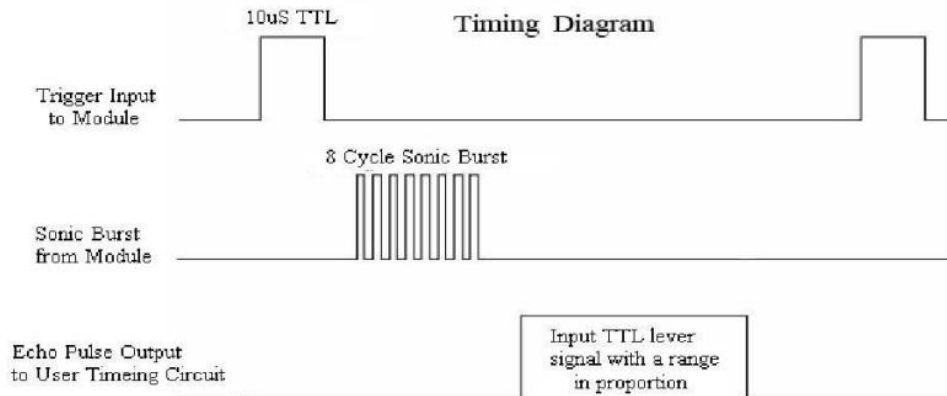 10uS TTL
Timing Diagram
Trigger Input
to Module
8 Cycle Sonic Burst
Sonic Burst
from Module
Echo Pulse Output
to User Timeing Circuit
Input TTL lever
signal with a range
in proportion